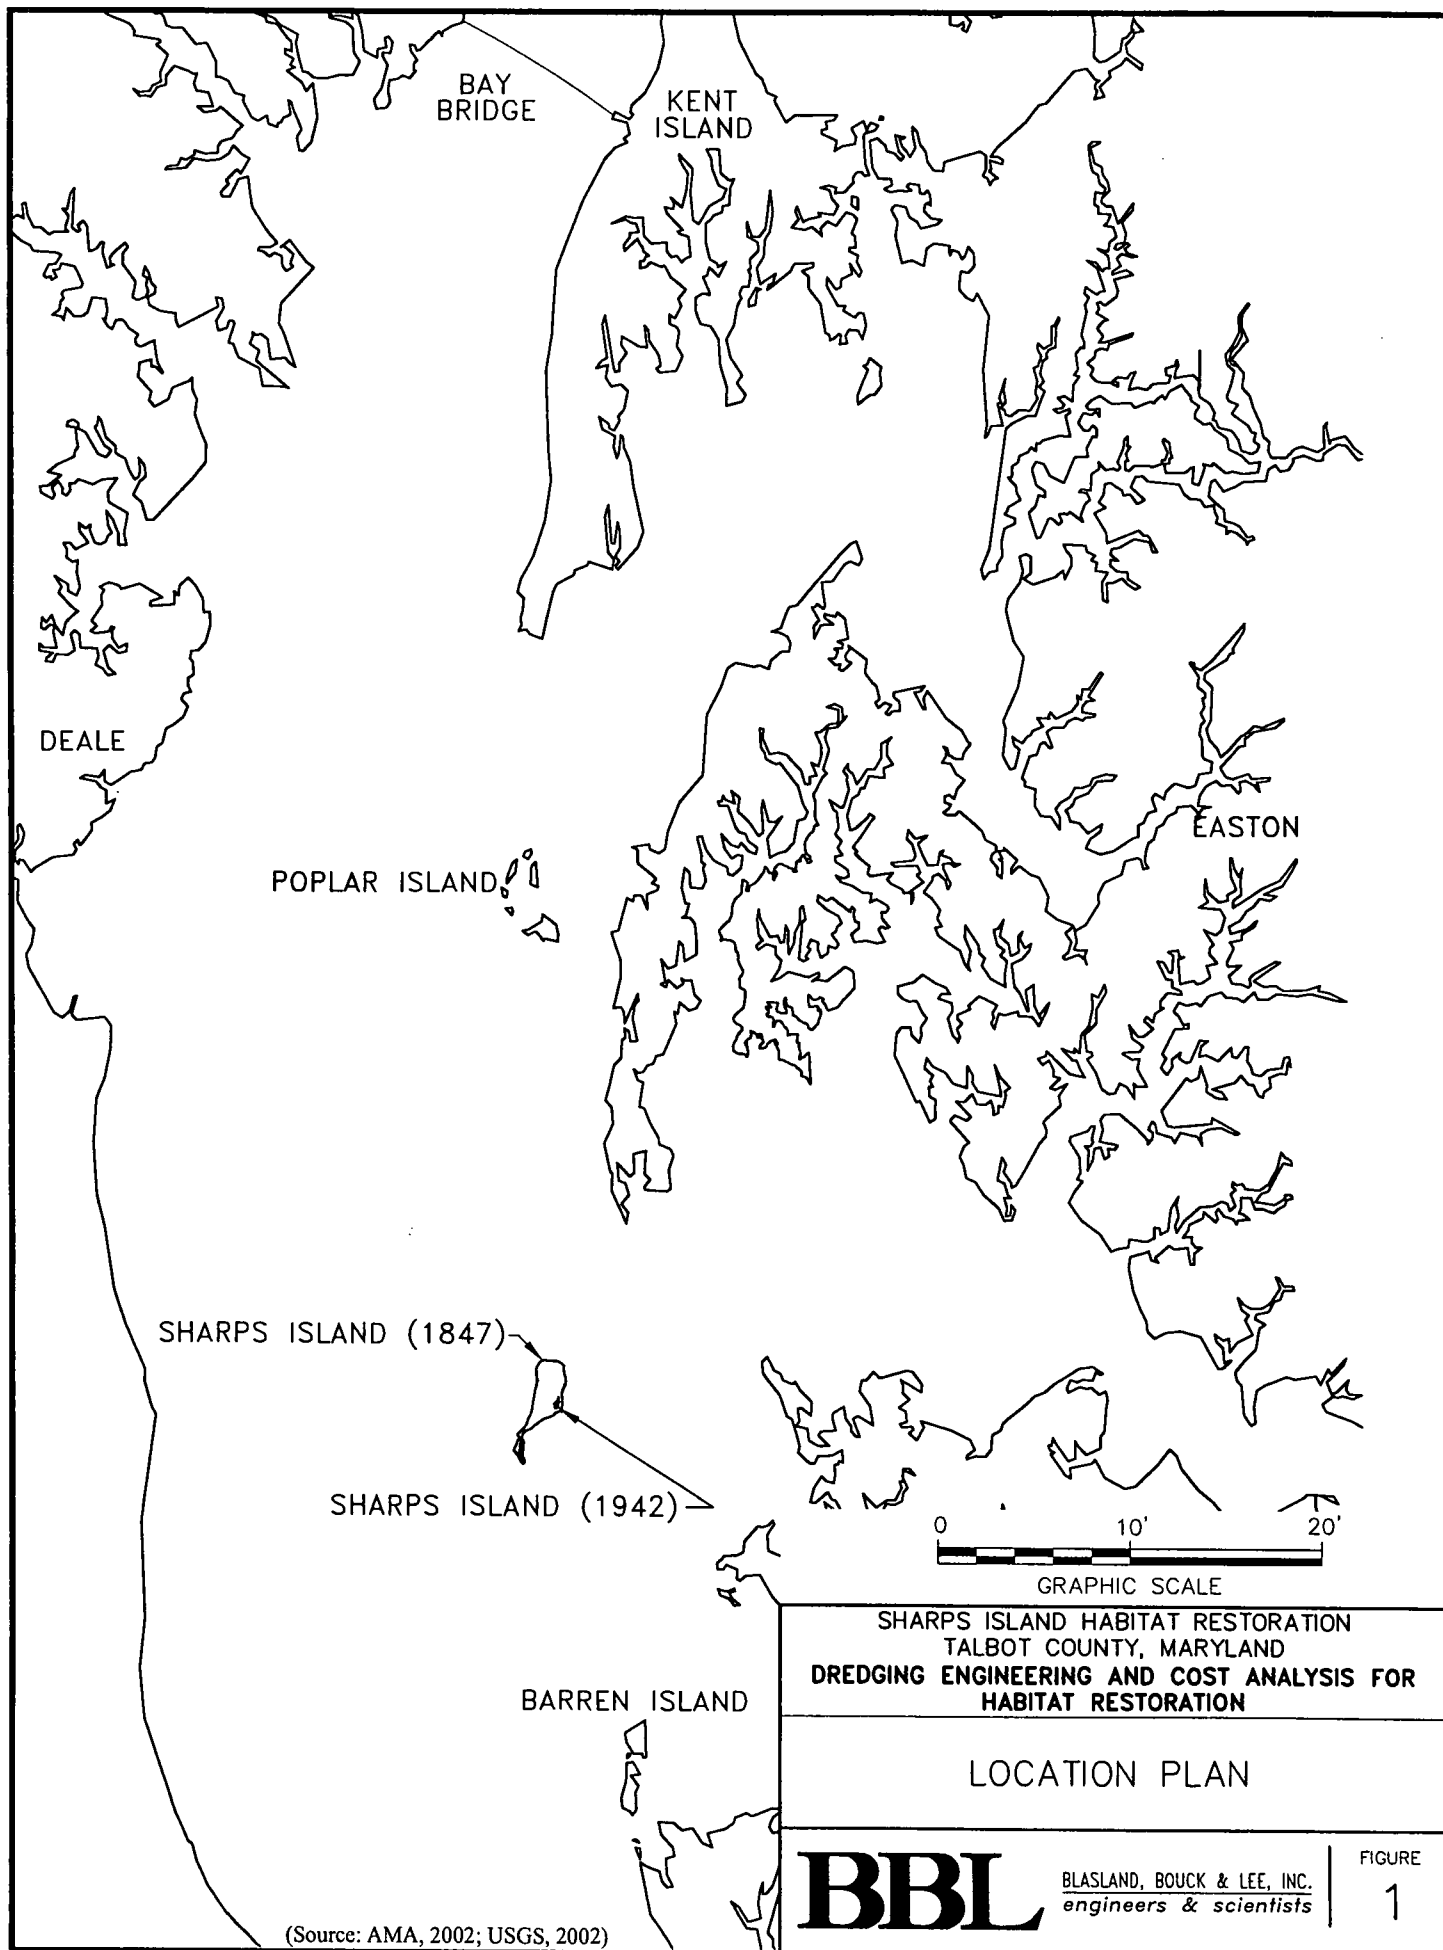 BAY
BRIDGE
KENT
ISLAND
DEALE
EASTON
POPLAR ISLAND
SHARPS ISLAND (1847)
SHARPS ISLAND (1942)
0 10' 20'
GRAPHIC SCALE
SHARPS ISLAND HABITAT RESTORATION
TALBOT COUNTY, MARYLAND
DREDGING ENGINEERING AND COST ANALYSIS FOR
HABITAT RESTORATION
BARREN ISLAND
LOCATION PLAN
BBL
BLASLAND, BOUCK & LEE, INC.
engineers & scientists
FIGURE
1
(Source: AMA, 2002; USGS, 2002)